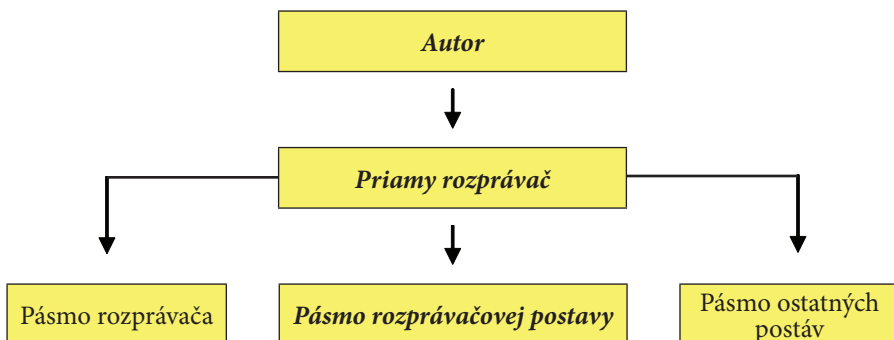 Autor
Priamy rozprávač
Pásmo rozprávača
Pásmo rozprávačovej postavy
Pásmo ostatných
postáv